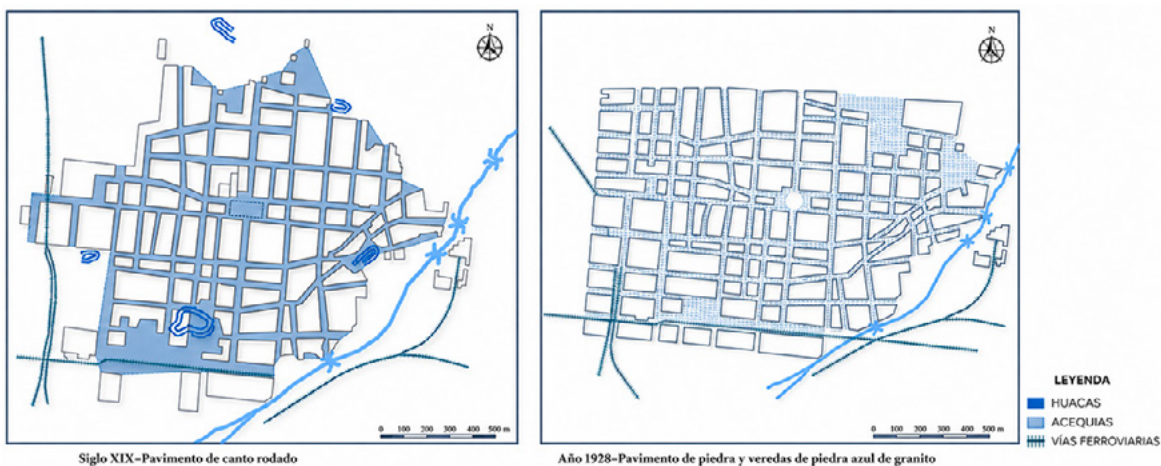 N
0 100 200 300 400 500 m
Siglo XIX–Pavimento de canto rodado
N
0 100 200 300 400 500 m
Año 1928–Pavimento de piedra y veredas de piedra azul de granito
LEYENDA
HUACAS
ACEQUIAS
VÍAS FERROVIARIAS